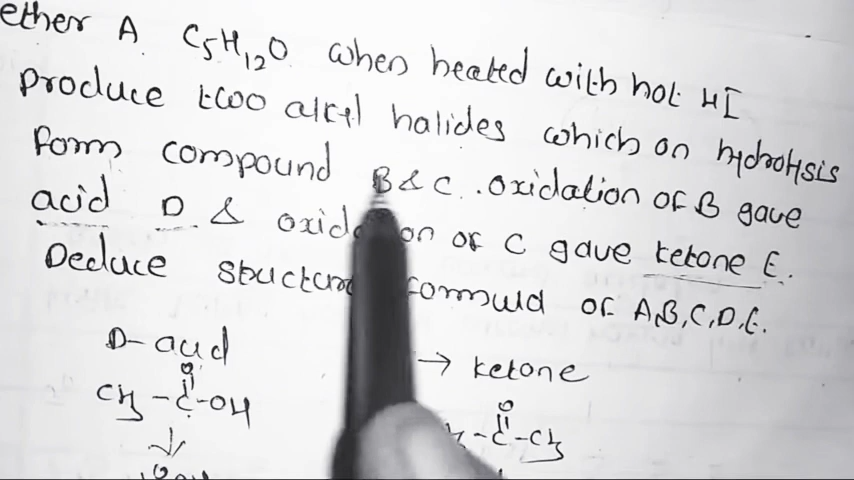 ether A C5H12O when heated with hot HI
produce two alkyl halides which on hydrolysis
form compound B & C . oxidation of B gave
acid D & oxid on of C gave ketone E.
Deduce structur formula of A,B,C,D,E.
D- acid → ketone
O O
CH3 - C - OH - C - CH3